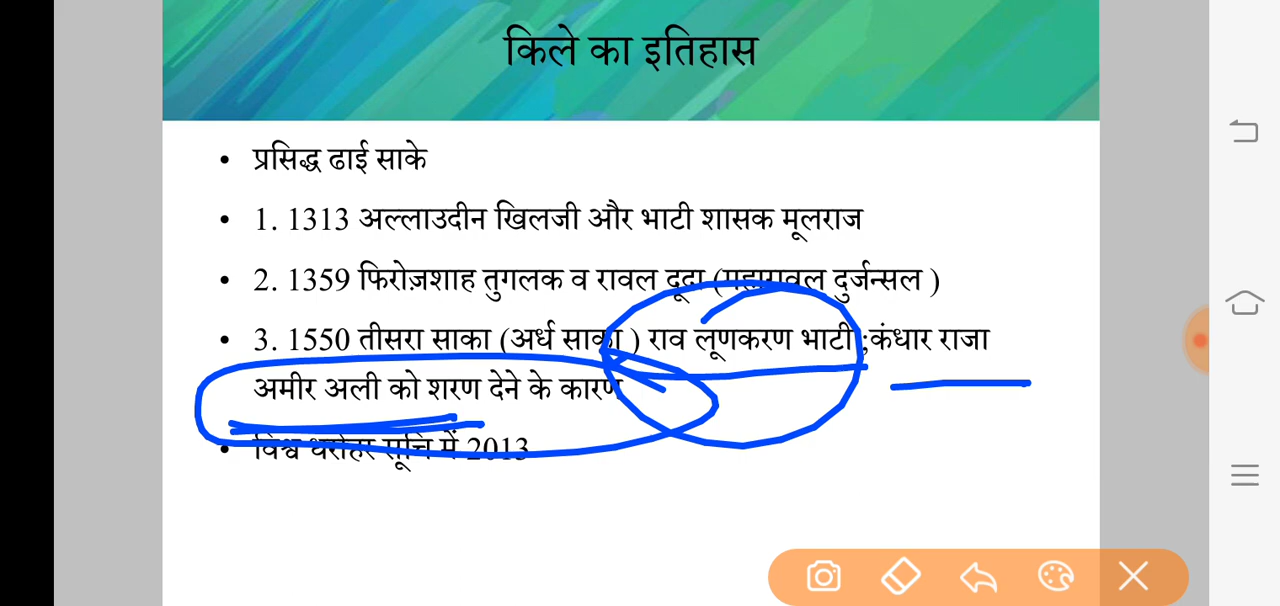 किले का इतिहास
• प्रसिद्ध ढाई साके
• 1. 1313 अल्लाउदीन खिलजी और भाटी शासक मूलराज
• 2. 1359 फिरोज़शाह तुगलक व रावल दूदा (महारावल दुर्जन्सल )
• 3. 1550 तीसरा साका (अर्ध साका ) राव लूणकरण भाटी ;कंधार राजा
अमीर अली को शरण देने के कारण
• विश्व धरोहर सूचि में 2013